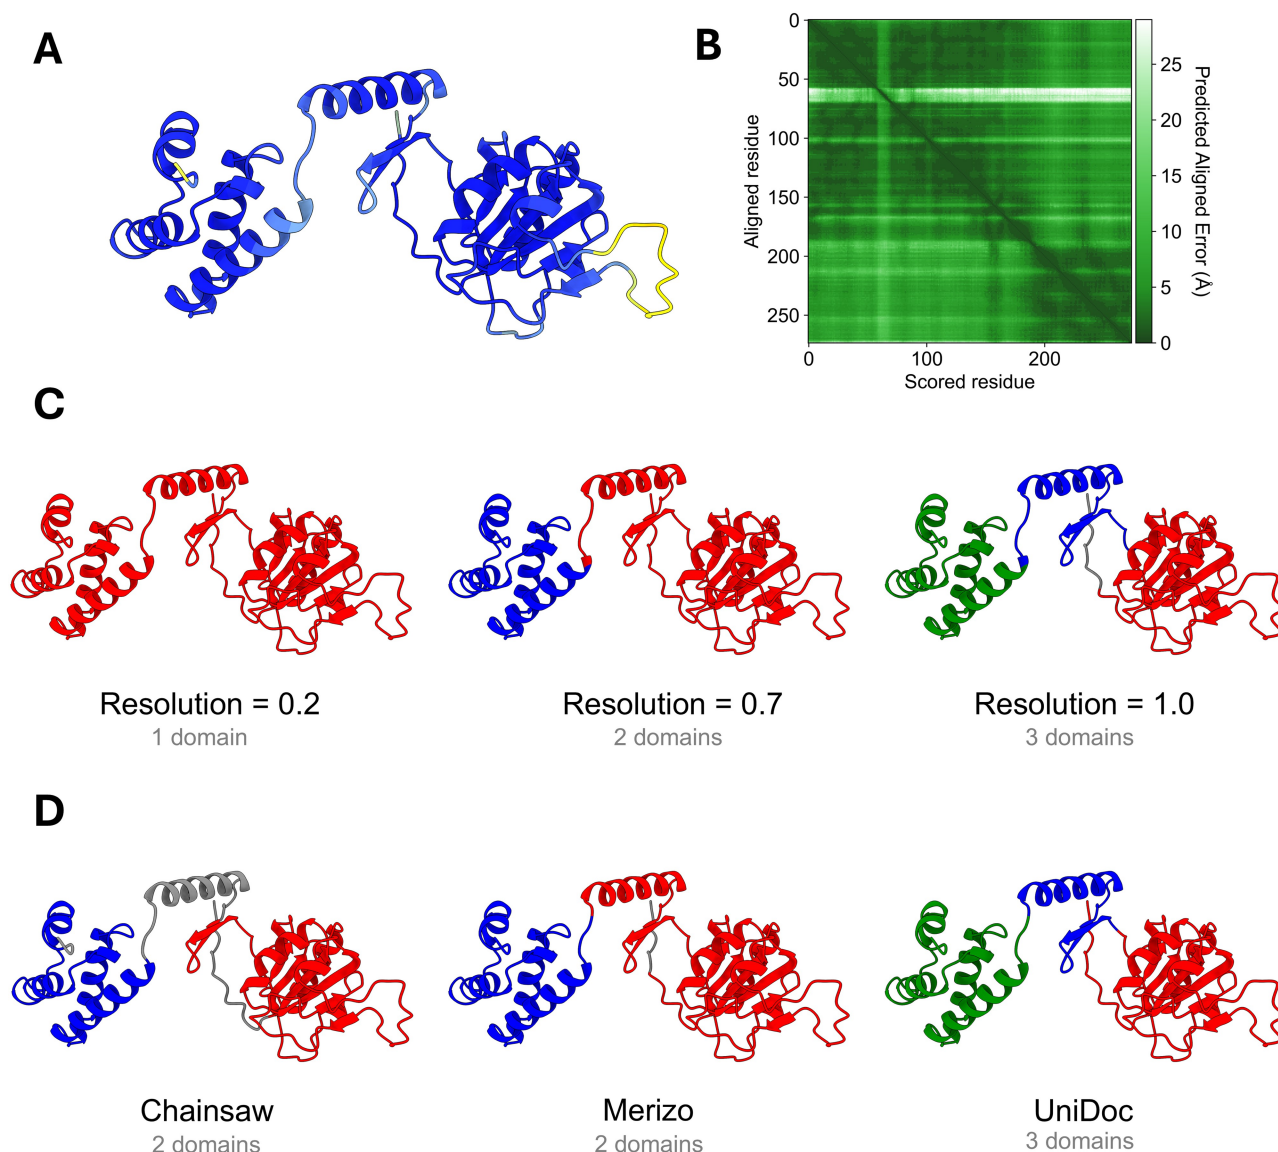 A
B
0
50
100
150
200
250
Aligned residue
0
100
200
Scored residue
25
20
15
10
5
0
Predicted Aligned Error (Å)
C
Resolution = 0.2
1 domain
Resolution = 0.7
2 domains
Resolution = 1.0
3 domains
D
Chainsaw
2 domains
Merizo
2 domains
UniDoc
3 domains